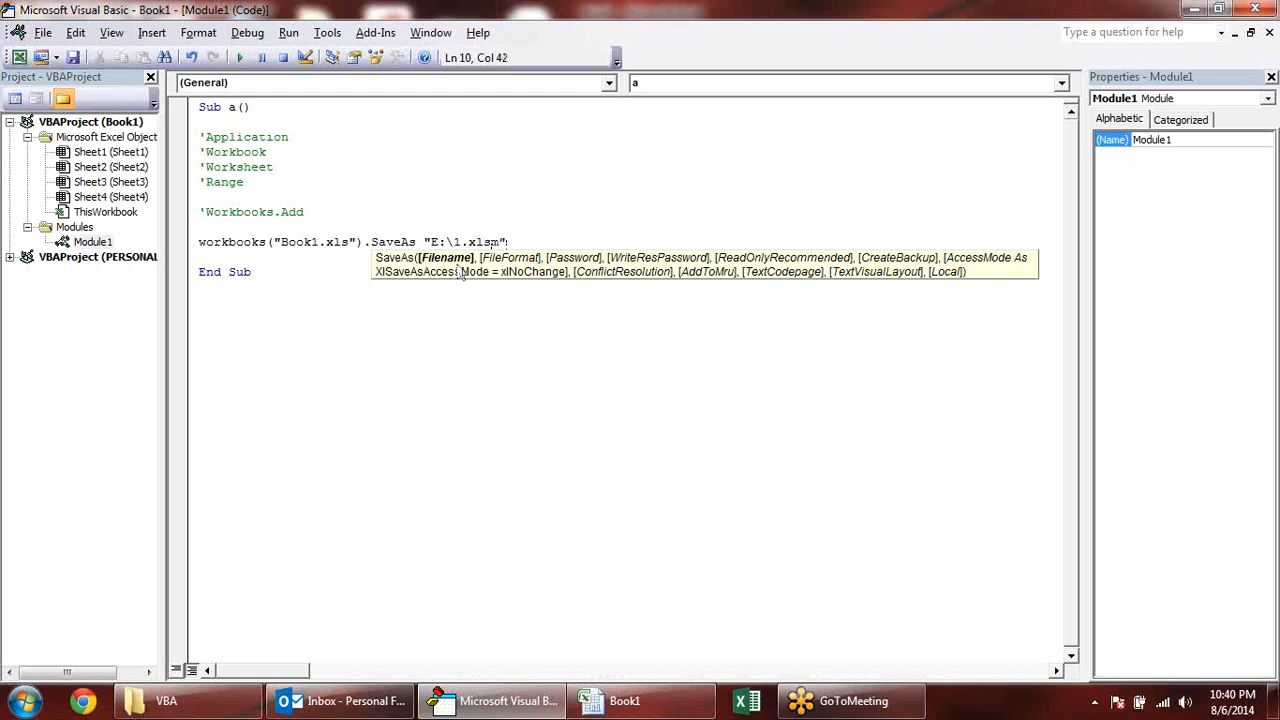 Microsoft Visual Basic - Book1 - [Module1 (Code)]
File Edit View Insert Format Debug Run Tools Add-Ins Window Help
Type a question for help
Ln 10, Col 42
Project - VBAProject
Properties - Module1
(General)
a
Module1 Module
Alphabetic Categorized
(Name) Module1
VBAProject (Book1)
Microsoft Excel Object
Sheet1 (Sheet1)
Sheet2 (Sheet2)
Sheet3 (Sheet3)
Sheet4 (Sheet4)
ThisWorkbook
Modules
Module1
VBAProject (PERSONAL
Sub a()
'Application
'Workbook
'Worksheet
'Range
'Workbooks.Add
workbooks("Book1.xls").SaveAs "E:\1.xlsm"
SaveAs([Filename], [FileFormat], [Password], [WriteResPassword], [ReadOnlyRecommended], [CreateBackup], [AccessMode As
XlSaveAsAccessMode = xlNoChange], [ConflictResolution], [AddToMru], [TextCodepage], [TextVisualLayout], [Local])
End Sub
VBA
Inbox - Personal F...
Microsoft Visual B...
Book1
GoToMeeting
10:40 PM
8/6/2014